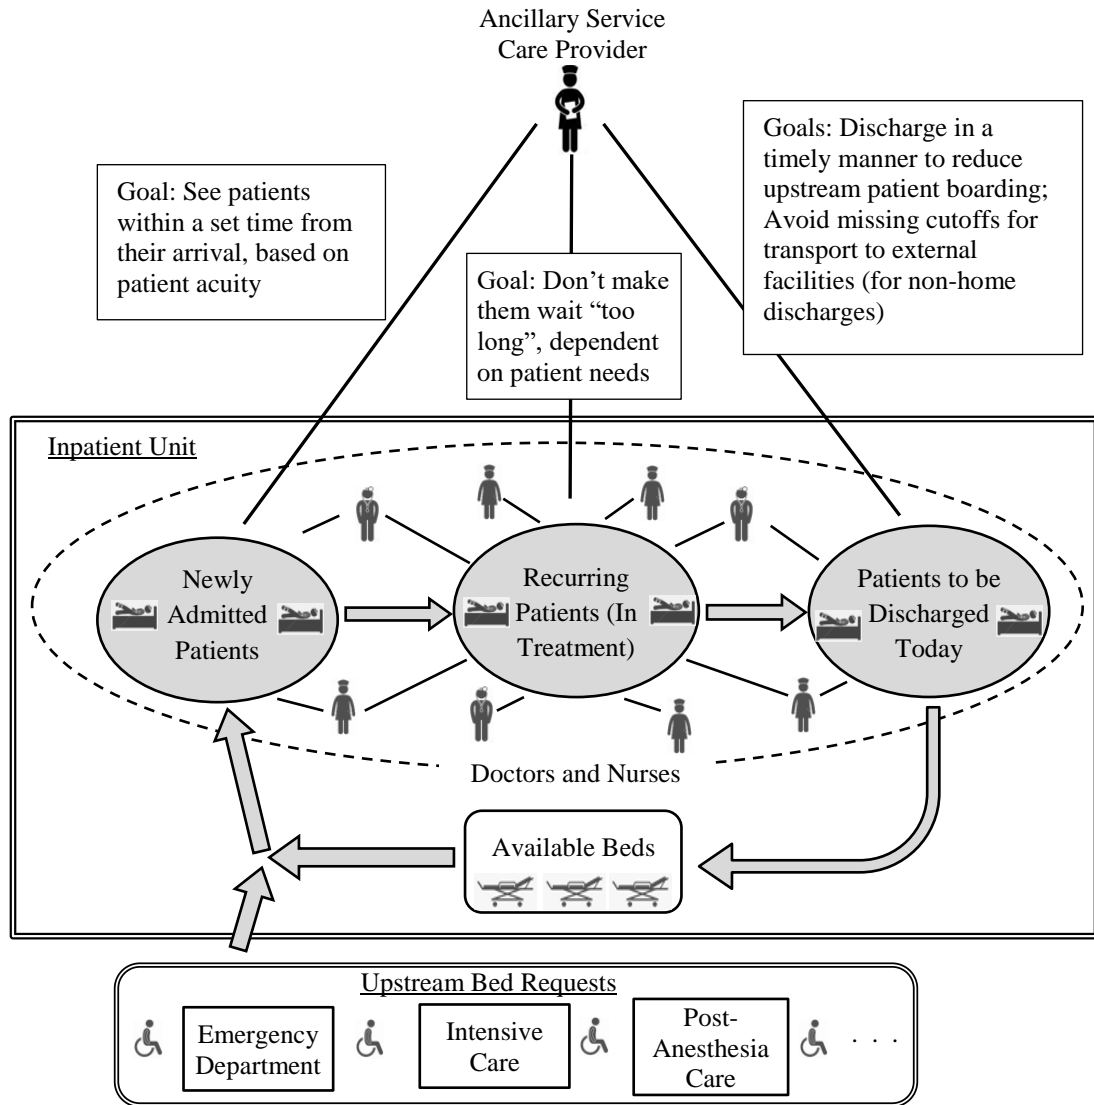 Ancillary Service
Care Provider
Goal: See patients
within a set time from
their arrival, based on
patient acuity
Goal: Don’t make
them wait “too
long”, dependent
on patient needs
Goals: Discharge in a
timely manner to reduce
upstream patient boarding;
Avoid missing cutoffs for
transport to external
facilities (for non-home
discharges)
Inpatient Unit
Newly
Admitted
Patients
Recurring
Patients (In
Treatment)
Patients to be
Discharged
Today
Doctors and Nurses
Available Beds
Upstream Bed Requests
Emergency
Department
Intensive
Care
Post-
Anesthesia
Care
. . .